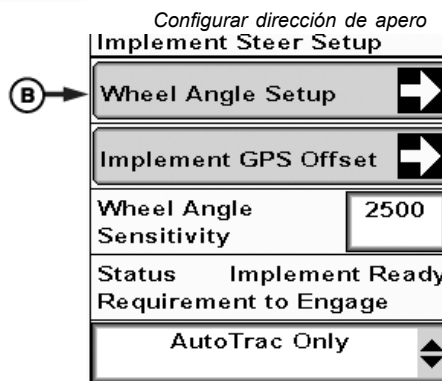 Configurar dirección de apero
Implement Steer Setup
B
Wheel Angle Setup
Implement GPS Offset
Wheel Angle
Sensitivity
2500
Status Implement Ready
Requirement to Engage
AutoTrac Only